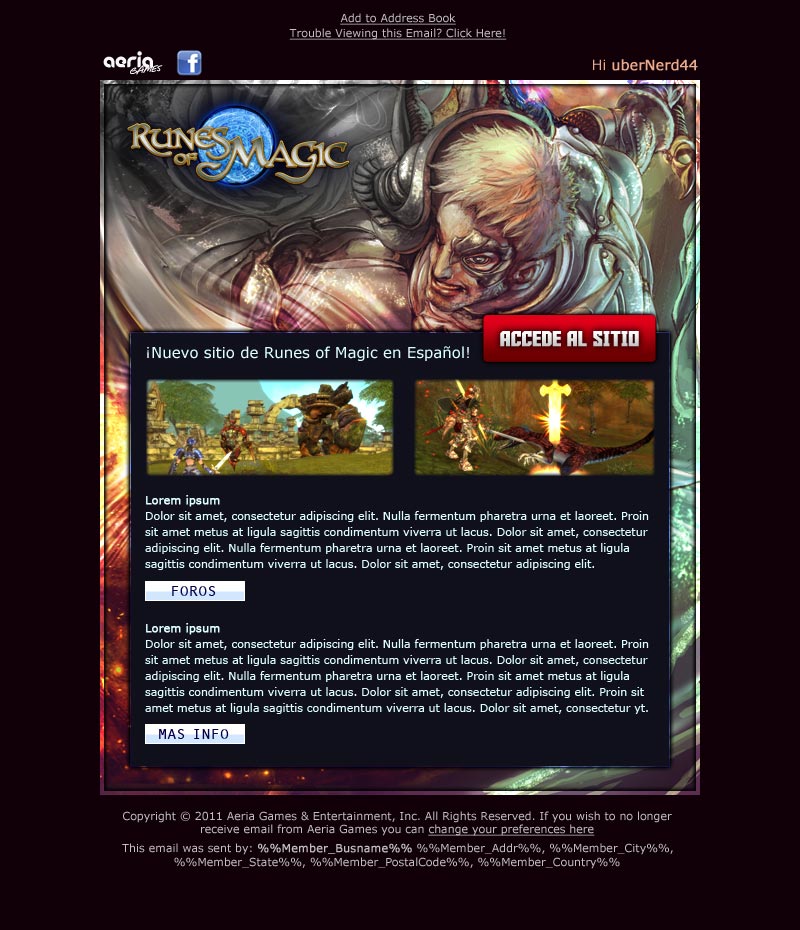 Add to Address Book
Trouble Viewing this Email? Click Here!
aeria GAMES f
Hi uberNerd44
RUNES OF MAGIC
ACCEDE AL SITIO
¡Nuevo sitio de Runes of Magic en Español!
Lorem ipsum
Dolor sit amet, consectetur adipiscing elit. Nulla fermentum pharetra urna et laoreet. Proin
sit amet metus at ligula sagittis condimentum viverra ut lacus. Dolor sit amet, consectetur
adipiscing elit. Nulla fermentum pharetra urna et laoreet. Proin sit amet metus at ligula
sagittis condimentum viverra ut lacus. Dolor sit amet, consectetur adipiscing elit.
FOROS
Lorem ipsum
Dolor sit amet, consectetur adipiscing elit. Nulla fermentum pharetra urna et laoreet. Proin
sit amet metus at ligula sagittis condimentum viverra ut lacus. Dolor sit amet, consectetur
adipiscing elit. Nulla fermentum pharetra urna et laoreet. Proin sit amet metus at ligula
sagittis condimentum viverra ut lacus. Dolor sit amet, consectetur adipiscing elit. Proin sit
amet metus at ligula sagittis condimentum viverra ut lacus. Dolor sit amet, consectetur yt.
MAS INFO
Copyright © 2011 Aeria Games & Entertainment, Inc. All Rights Reserved. If you wish to no longer
receive email from Aeria Games you can change your preferences here
This email was sent by: %%Member_Busname%% %%Member_Addr%%, %%Member_City%%,
%%Member_State%%, %%Member_PostalCode%%, %%Member_Country%%